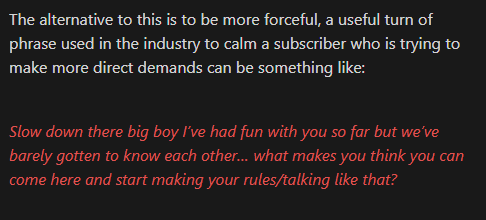 The alternative to this is to be more forceful, a useful turn of
phrase used in the industry to calm a subscriber who is trying to
make more direct demands can be something like:
Slow down there big boy I've had fun with you so far but we've
barely gotten to know each other... what makes you think you can
come here and start making your rules/talking like that?